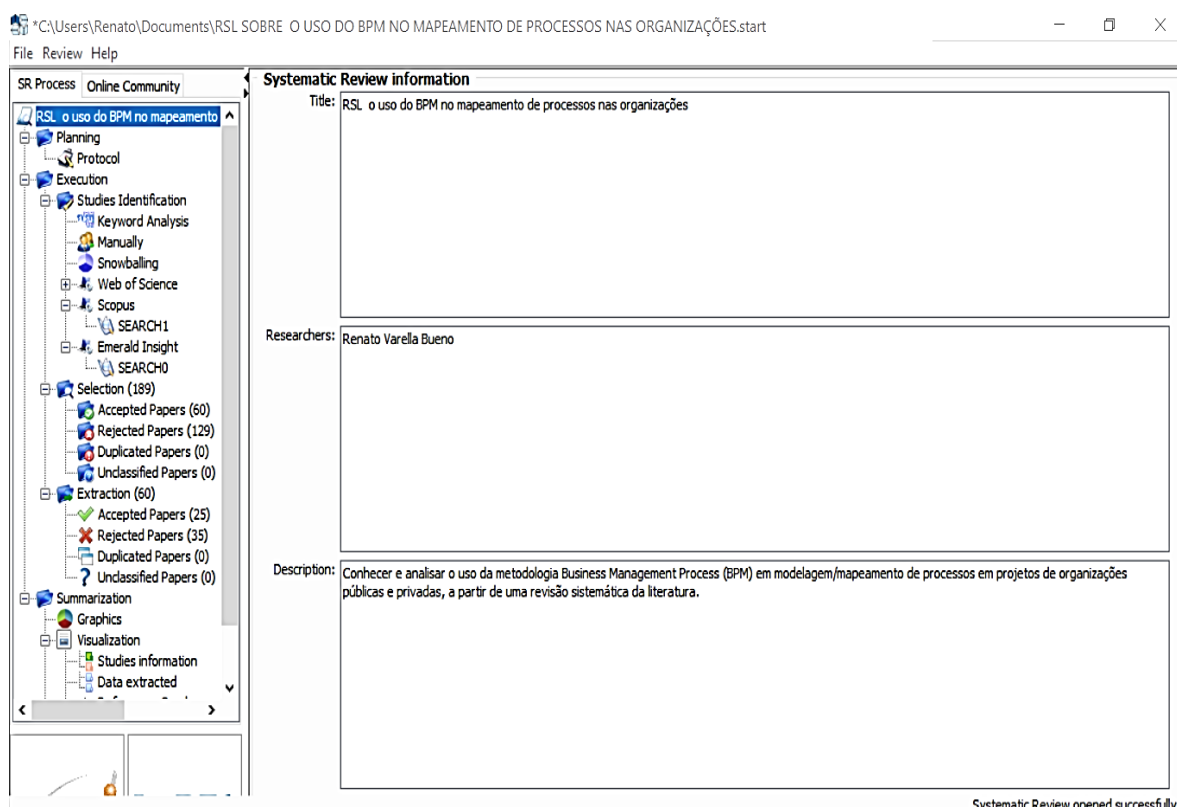 *C:\Users\Renato\Documents\RSL SOBRE O USO DO BPM NO MAPEAMENTO DE PROCESSOS NAS ORGANIZAÇÕES.start
File Review Help
SR Process Online Community
RSL o uso do BPM no mapeamento
Planning
Protocol
Execution
Studies Identification
Keyword Analysis
Manually
Snowballing
Web of Science
Scopus
SEARCH1
Emerald Insight
SEARCH0
Selection (189)
Accepted Papers (60)
Rejected Papers (129)
Duplicated Papers (0)
Unclassified Papers (0)
Extraction (60)
Accepted Papers (25)
Rejected Papers (35)
Duplicated Papers (0)
Unclassified Papers (0)
Summarization
Graphics
Visualization
Studies information
Data extracted
Systematic Review information
Title: RSL o uso do BPM no mapeamento de processos nas organizações
Researchers: Renato Varella Bueno
Description: Conhecer e analisar o uso da metodologia Business Management Process (BPM) em modelagem/mapeamento de processos em projetos de organizações
públicas e privadas, a partir de uma revisão sistemática da literatura.
Systematic Review opened successfully